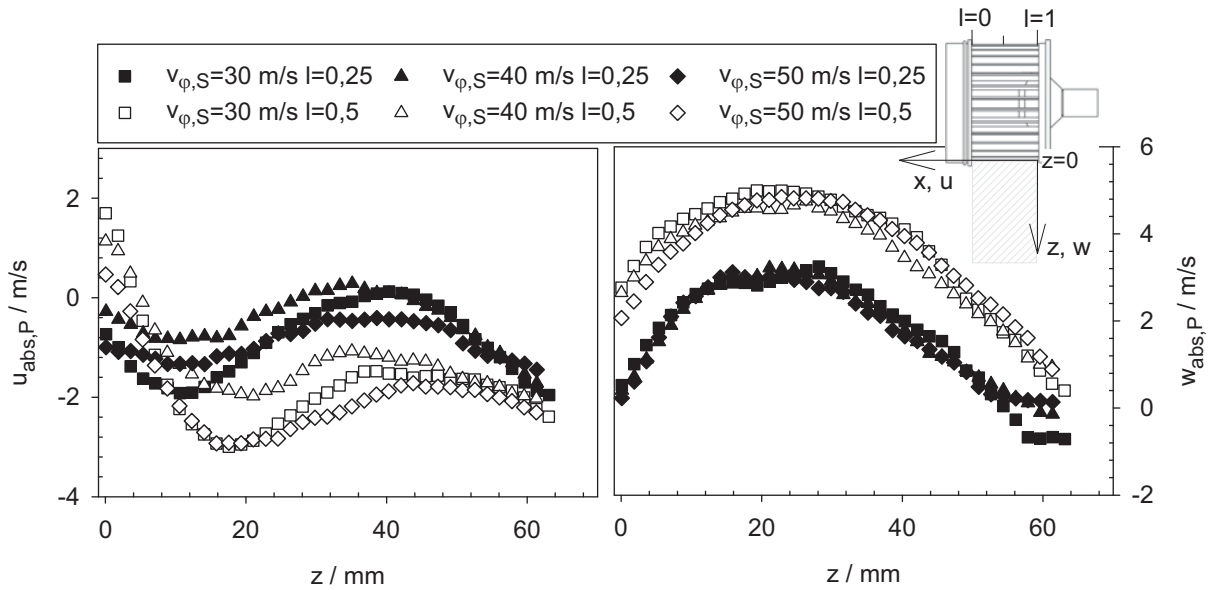 l=0 l=1
v_φ,S=30 m/s l=0,25 v_φ,S=40 m/s l=0,25 v_φ,S=50 m/s l=0,25
v_φ,S=30 m/s l=0,5 v_φ,S=40 m/s l=0,5 v_φ,S=50 m/s l=0,5
z=0
x, u
z, w
u_abs,P / m/s
2
0
-2
-4
0 20 40 60
z / mm
6
4
2
0
-2
w_abs,P / m/s
0 20 40 60
z / mm